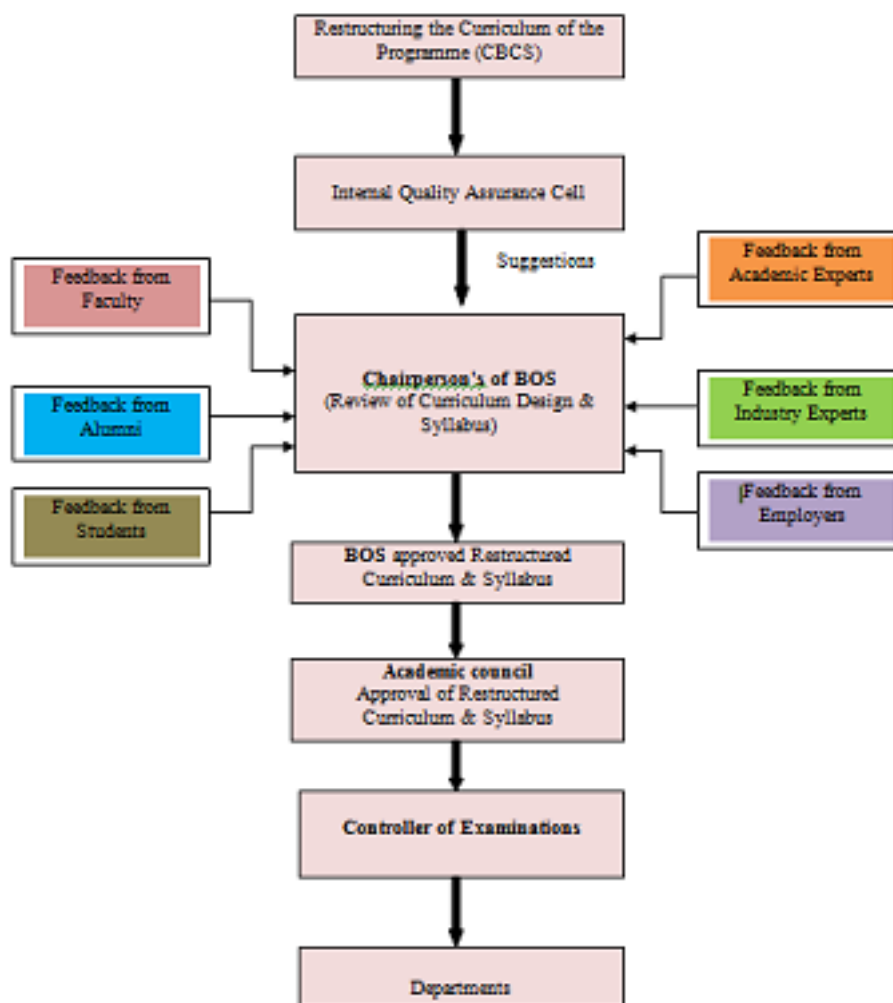 Restructuring the Curriculum of the
Programme (CBCS)
Internal Quality Assurance Cell
Suggestions
Feedback from
Faculty
Feedback from
Academic Experts
Chairperson's of BOS
(Review of Curriculum Design &
Syllabus)
Feedback from
Alumni
Feedback from
Industry Experts
Feedback from
Students
Feedback from
Employers
BOS approved Restructured
Curriculum & Syllabus
Academic council
Approval of Restructured
Curriculum & Syllabus
Controller of Examinations
Departments